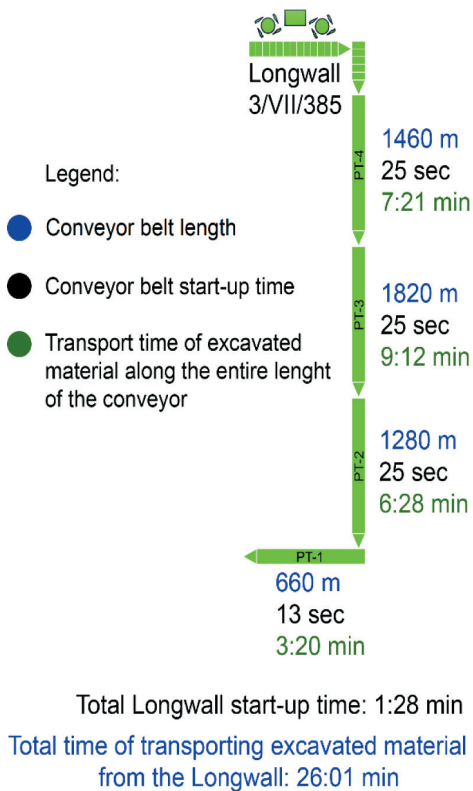 Longwall
3/VII/385
PT-4
1460 m
25 sec
7:21 min
Legend:
Conveyor belt length
Conveyor belt start-up time
Transport time of excavated
material along the entire lenght
of the conveyor
PT-3
1820 m
25 sec
9:12 min
PT-2
1280 m
25 sec
6:28 min
PT-1
660 m
13 sec
3:20 min
Total Longwall start-up time: 1:28 min
Total time of transporting excavated material
from the Longwall: 26:01 min